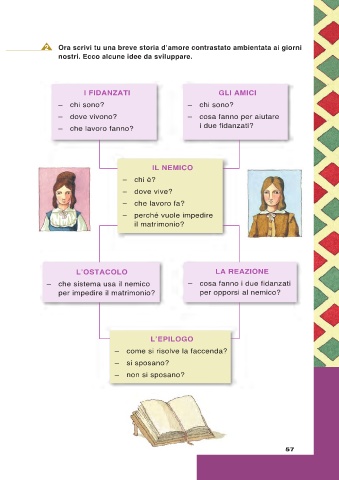 2 Ora scrivi tu una breve storia d'amore contrastato ambientata ai giorni
nostri. Ecco alcune idee da sviluppare.
I FIDANZATI
– chi sono?
– dove vivono?
– che lavoro fanno?
GLI AMICI
– chi sono?
– cosa fanno per aiutare
i due fidanzati?
IL NEMICO
– chi è?
– dove vive?
– che lavoro fa?
– perché vuole impedire
il matrimonio?
L'OSTACOLO
– che sistema usa il nemico
per impedire il matrimonio?
LA REAZIONE
– cosa fanno i due fidanzati
per opporsi al nemico?
L'EPILOGO
– come si risolve la faccenda?
– si sposano?
– non si sposano?
57